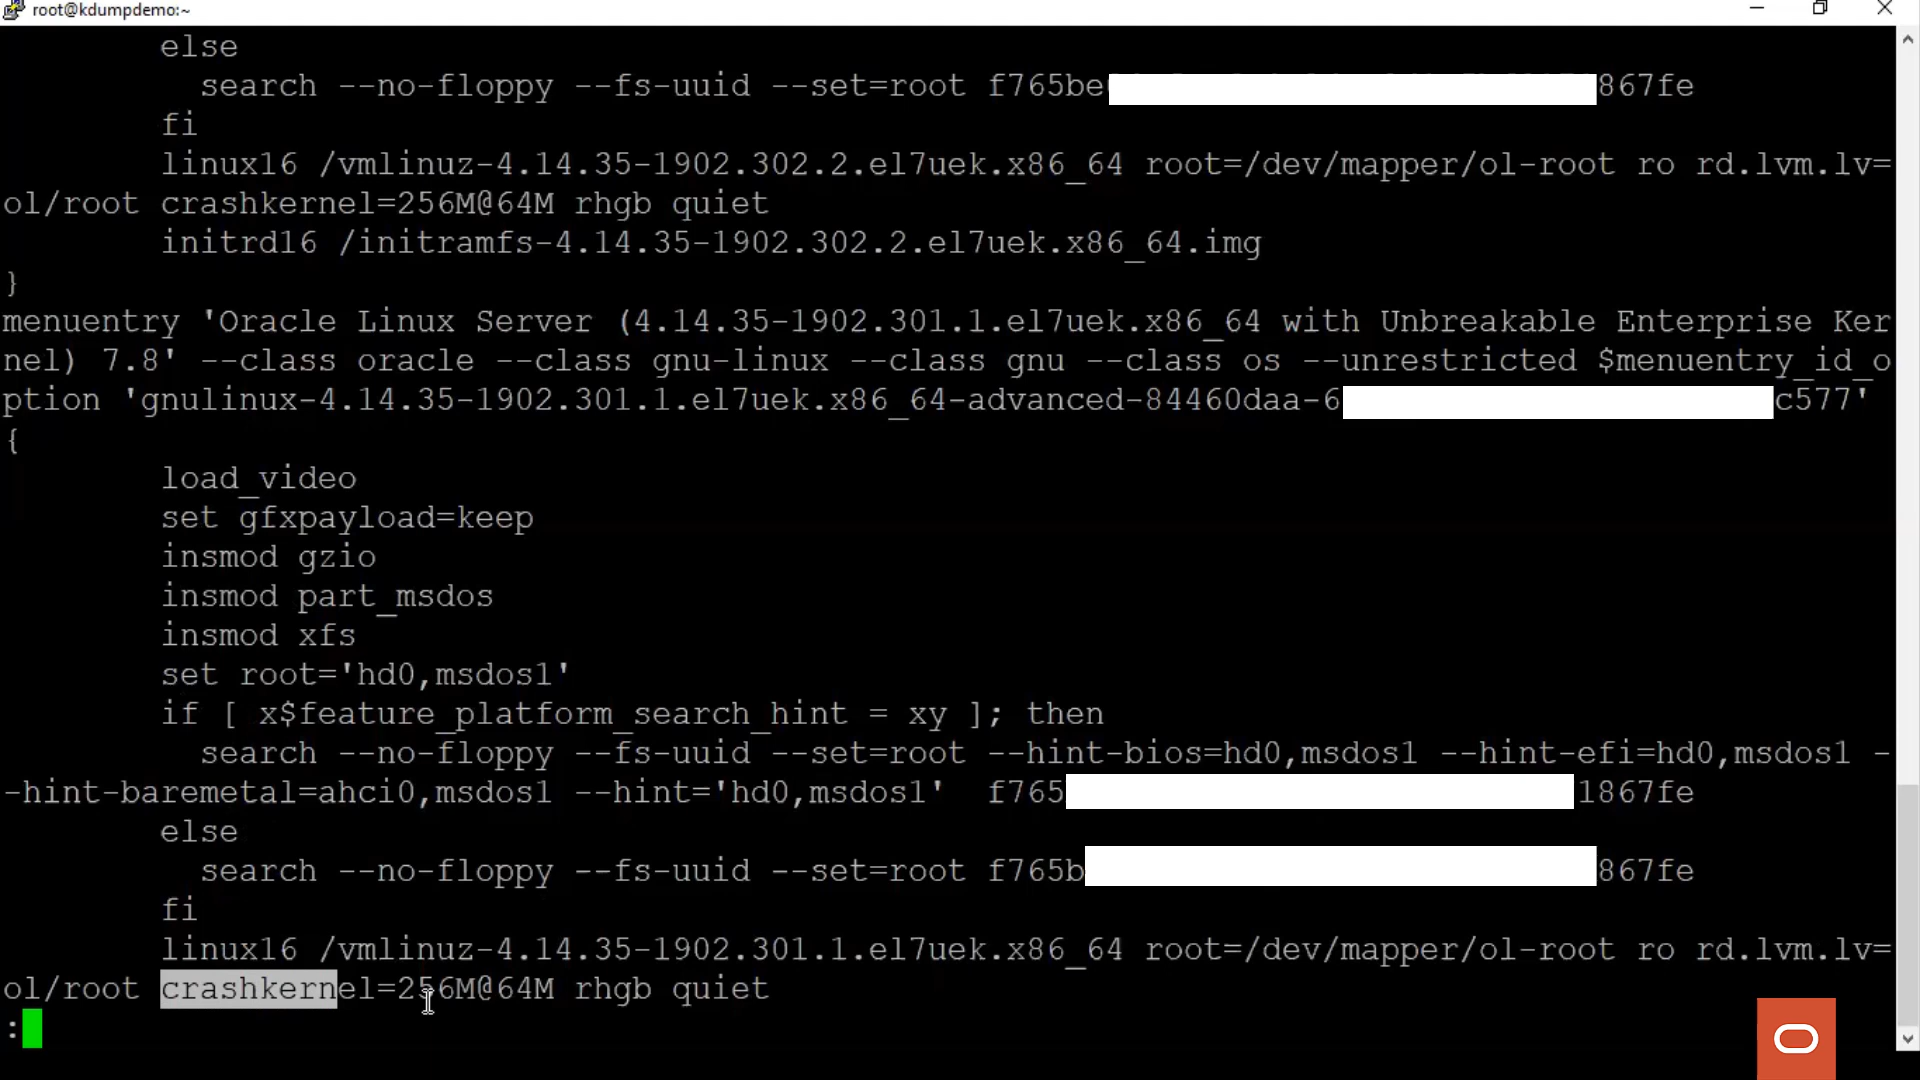 root@kdumpdemo:~
else
search --no-floppy --fs-uuid --set=root f765be 867fe
fi
linux16 /vmlinuz-4.14.35-1902.302.2.el7uek.x86_64 root=/dev/mapper/ol-root ro rd.lvm.lv=
ol/root crashkernel=256M@64M rhgb quiet
initrd16 /initramfs-4.14.35-1902.302.2.el7uek.x86_64.img
}
menuentry 'Oracle Linux Server (4.14.35-1902.301.1.el7uek.x86_64 with Unbreakable Enterprise Ker
nel) 7.8' --class oracle --class gnu-linux --class gnu --class os --unrestricted $menuentry_id_o
ption 'gnulinux-4.14.35-1902.301.1.el7uek.x86_64-advanced-84460daa-6 c577'
{
load_video
set gfxpayload=keep
insmod gzio
insmod part_msdos
insmod xfs
set root='hd0,msdos1'
if [ x$feature_platform_search_hint = xy ]; then
search --no-floppy --fs-uuid --set=root --hint-bios=hd0,msdos1 --hint-efi=hd0,msdos1 -
-hint-baremetal=ahci0,msdos1 --hint='hd0,msdos1' f765 1867fe
else
search --no-floppy --fs-uuid --set=root f765b 867fe
fi
linux16 /vmlinuz-4.14.35-1902.301.1.el7uek.x86_64 root=/dev/mapper/ol-root ro rd.lvm.lv=
ol/root crashkernel=256M@64M rhgb quiet
: